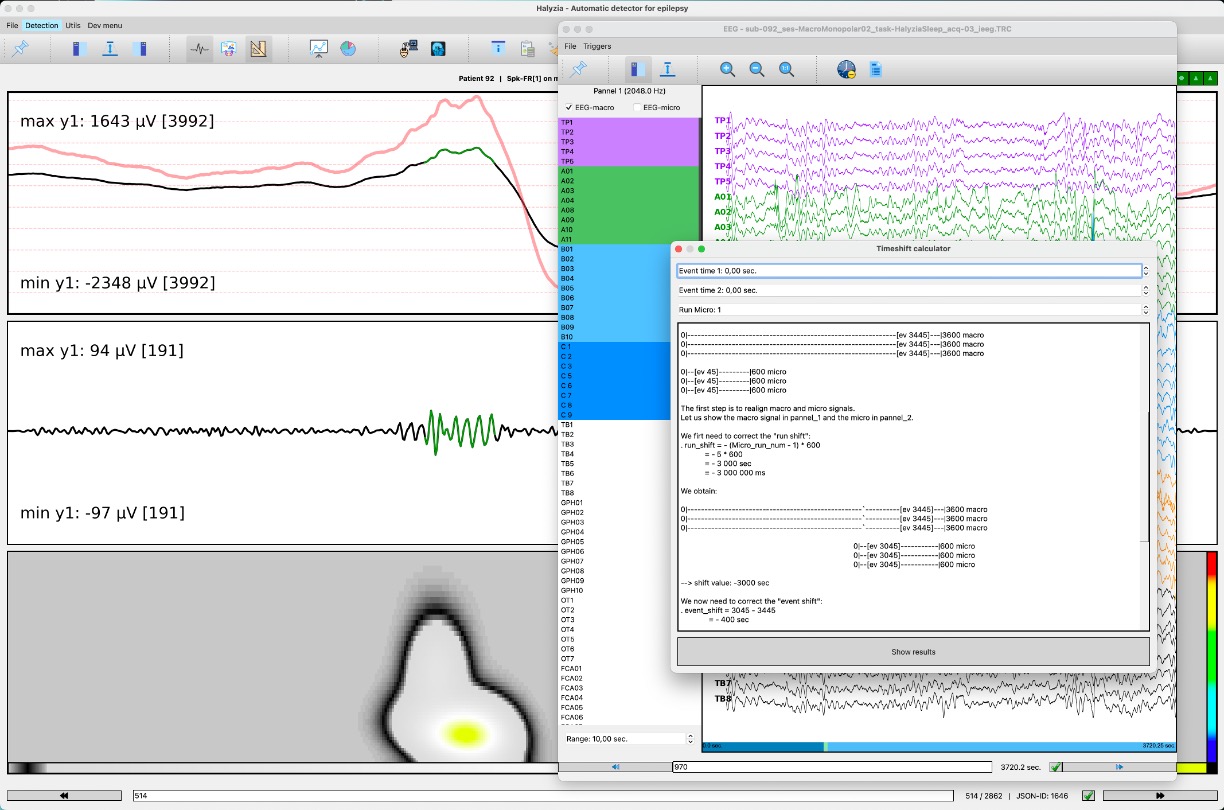 Halyzia - Automatic detector for epilepsy
File Detection Utils Dev menu
Patient 92 | Spk-FR[1] on m
max y1: 1643 µV [3992]
min y1: -2348 µV [3992]
max y1: 94 µV [191]
min y1: -97 µV [191]
514
514 / 2862 | JSON-ID: 1646
EEG - sub-092_ses-MacroMonopolar02_task-HalyziaSleep_acq-03_ieeg.TRC
File Triggers
Pannel 1 (2048.0 Hz)
EEG-macro EEG-micro
TP1
TP2
TP3
TP4
TP5
A01
A02
A03
A04
A08
A09
A10
A11
B01
B02
B03
B04
B05
B06
B07
B08
B09
B10
C 1
C 2
C 3
C 5
C 6
C 7
C 8
C 9
TB1
TB2
TB3
TB4
TB5
TB6
TB7
TB8
GPH01
GPH02
GPH03
GPH04
GPH05
GPH06
GPH07
GPH08
GPH09
GPH10
OT1
OT2
OT3
OT4
OT5
OT6
OT7
FCA01
FCA02
FCA03
FCA04
FCA05
FCA06
Range: 10,00 sec.
TP1
TP2
TP3
TP4
TP5
A01
A02
A03
TB7
TB8
0.0 sec.
3720.25 sec.
970
3720.2 sec.
Timeshift calculator
Event time 1: 0,00 sec.
Event time 2: 0,00 sec.
Run Micro: 1
0|---------------------------------------------------------[ev 3445]---|3600 macro
0|---------------------------------------------------------[ev 3445]---|3600 macro
0|---------------------------------------------------------[ev 3445]---|3600 macro
0|--[ev 45]---------|600 micro
0|--[ev 45]---------|600 micro
0|--[ev 45]---------|600 micro
The first step is to realign macro and micro signals.
Let us show the macro signal in pannel_1 and the micro in pannel_2.
We firt need to correct the "run shift":
. run_shift = - (Micro_run_num - 1) * 600
= - 5 * 600
= - 3 000 sec
= - 3 000 000 ms
We obtain:
0|------------------------------------------------`---------[ev 3445]---|3600 macro
0|------------------------------------------------`---------[ev 3445]---|3600 macro
0|------------------------------------------------`---------[ev 3445]---|3600 macro
0|--[ev 3045]-----------|600 micro
0|--[ev 3045]-----------|600 micro
0|--[ev 3045]-----------|600 micro
--> shift value: -3000 sec
We now need to correct the "event shift":
. event_shift = 3045 - 3445
= - 400 sec
Show results